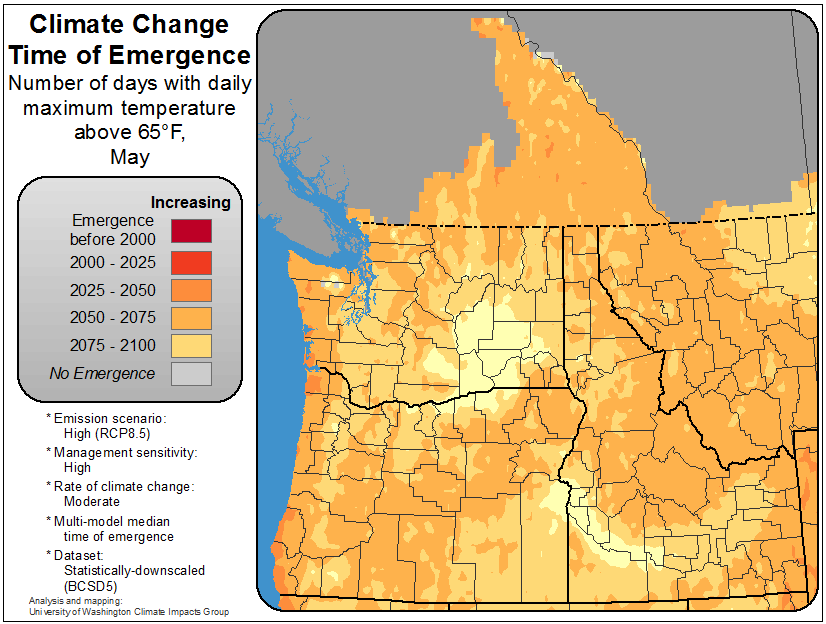 Climate Change
Time of Emergence
Number of days with daily
maximum temperature
above 65°F,
May
Increasing
Emergence
before 2000
2000 - 2025
2025 - 2050
2050 - 2075
2075 - 2100
No Emergence
* Emission scenario:
High (RCP8.5)
* Management sensitivity:
High
* Rate of climate change:
Moderate
* Multi-model median
time of emergence
* Dataset:
Statistically-downscaled
(BCSD5)
Analysis and mapping:
University of Washington Climate Impacts Group